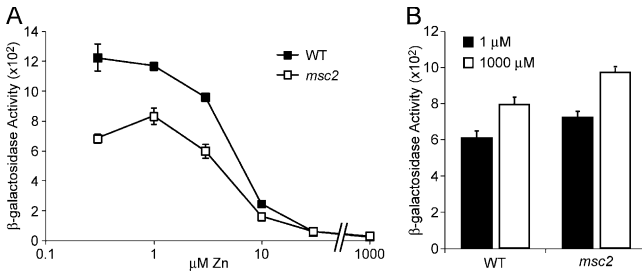 A
β-galactosidase Activity (x10²)
14
12
10
8
6
4
2
0
0.1
1
10
100
1000
μM Zn
WT
msc2
B
β-galactosidase Activity (x10²)
12
10
8
6
4
2
0
1 μM
1000 μM
WT
msc2